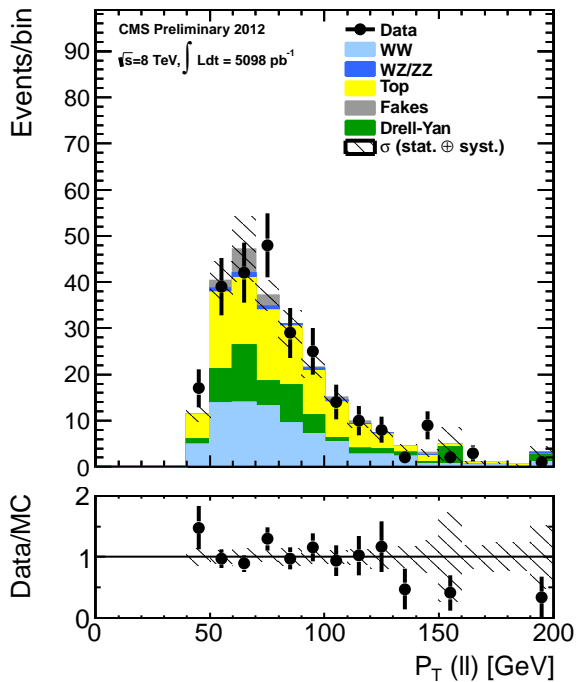 CMS Preliminary 2012
√s=8 TeV, ∫ Ldt = 5098 pb⁻¹
Data
WW
WZ/ZZ
Top
Fakes
Drell-Yan
σ (stat. ⊕ syst.)
Events/bin
90
80
70
60
50
40
30
20
10
0
Data/MC
2
1
0
0 50 100 150 200
P_T (ll) [GeV]